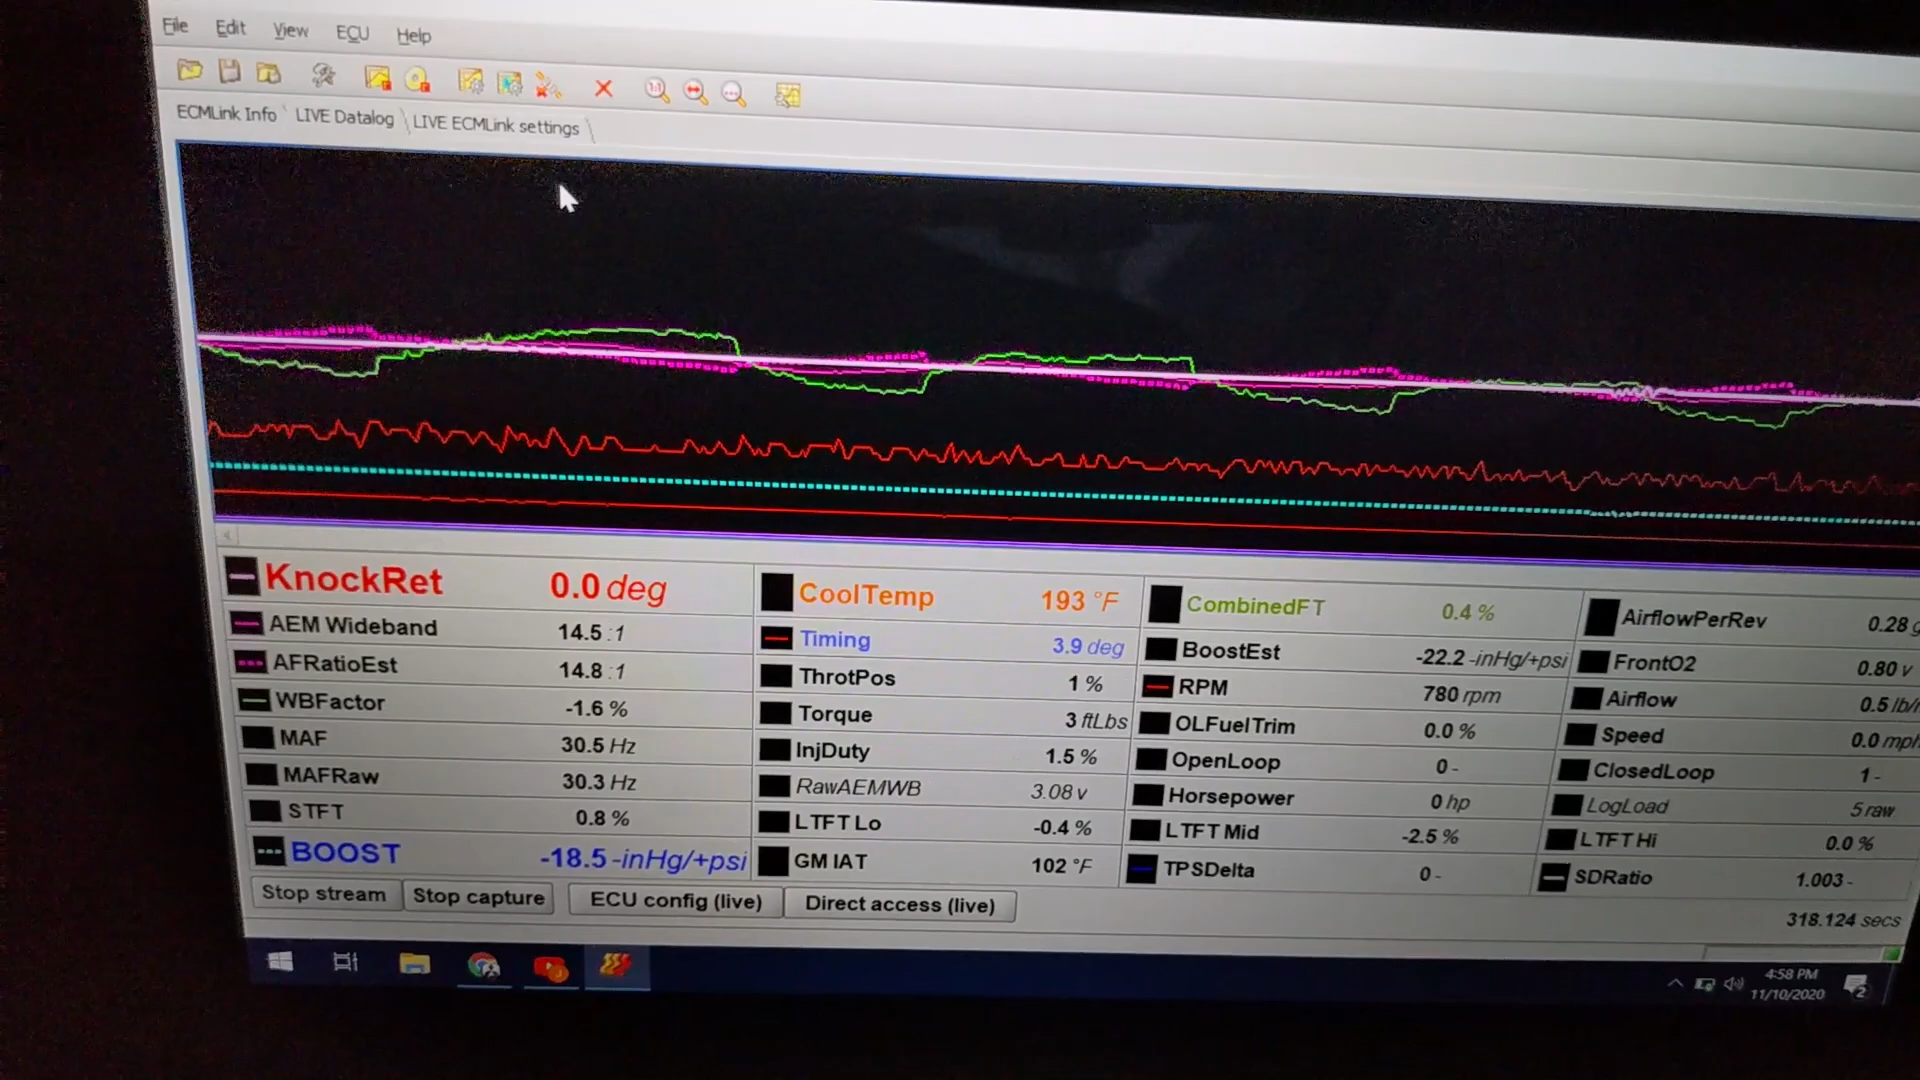 File Edit View ECU Help
ECMLink Info LIVE Datalog LIVE ECMLink settings
KnockRet 0.0 deg
AEM Wideband 14.5 :1
AFRatioEst 14.8 :1
WBFactor -1.6 %
MAF 30.5 Hz
MAFRaw 30.3 Hz
STFT 0.8 %
BOOST -18.5 -inHg/+psi
CoolTemp 193 °F
Timing 3.9 deg
ThrotPos 1 %
Torque 3 ftLbs
InjDuty 1.5 %
RawAEMWB 3.08 v
LTFT Lo -0.4 %
GM IAT 102 °F
CombinedFT 0.4 %
BoostEst -22.2 -inHg/+psi
RPM 780 rpm
OLFuelTrim 0.0 %
OpenLoop 0 -
Horsepower 0 hp
LTFT Mid -2.5 %
TPSDelta 0 -
AirflowPerRev 0.28 g
FrontO2 0.80 v
Airflow 0.5 lb/
Speed 0.0 mph
ClosedLoop 1 -
LogLoad 5 raw
LTFT Hi 0.0 %
SDRatio 1.003 -
Stop stream Stop capture ECU config (live) Direct access (live)
318.124 secs
4:58 PM
11/10/2020
2